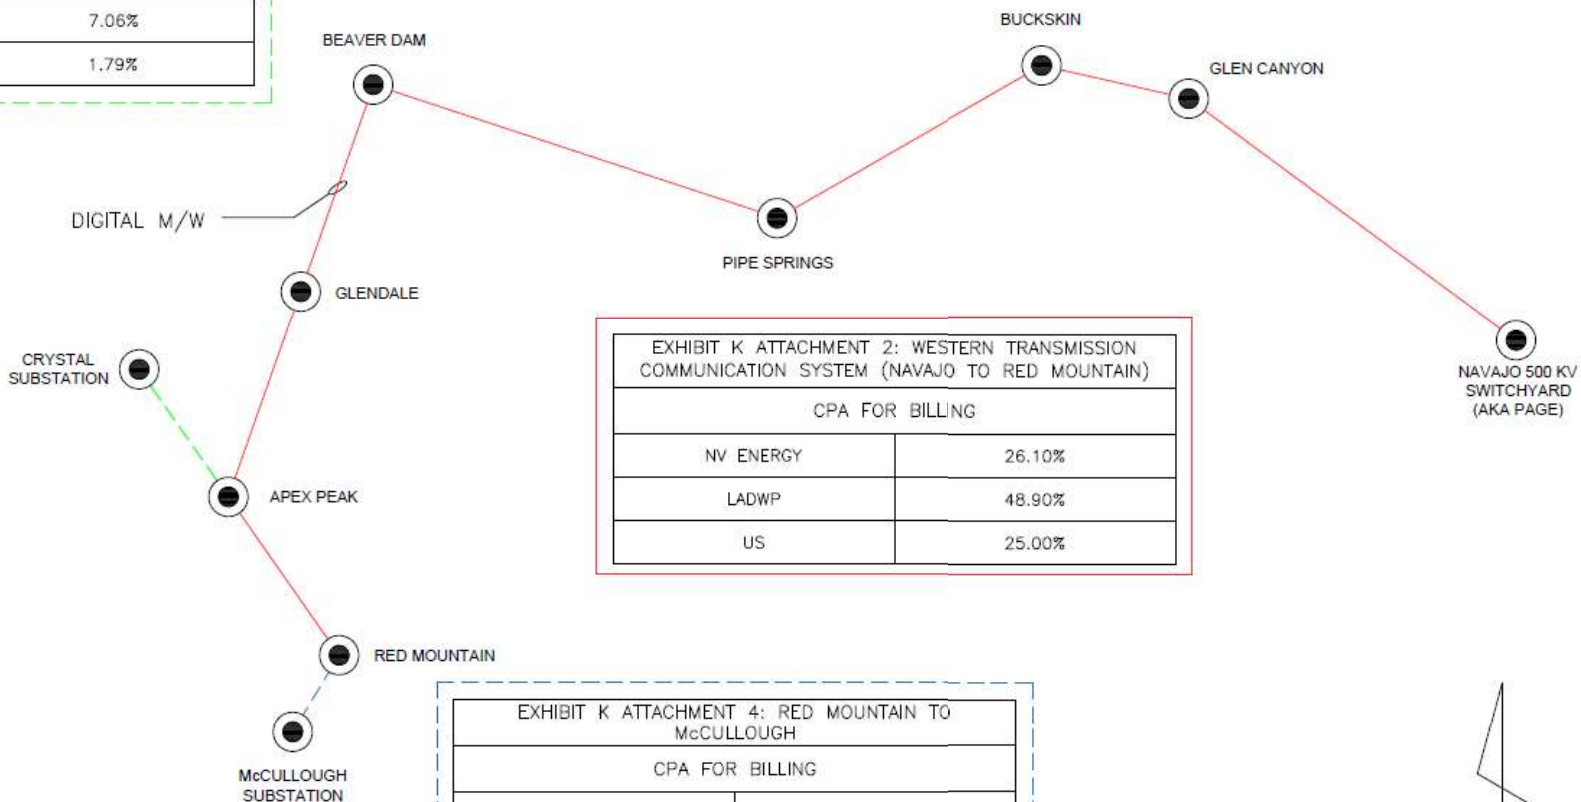 7.06%
1.79%
BEAVER DAM
BUCKSKIN
GLEN CANYON
DIGITAL M/W
PIPE SPRINGS
GLENDALE
CRYSTAL
SUBSTATION
NAVAJO 500 KV
SWITCHYARD
(AKA PAGE)
EXHIBIT K ATTACHMENT 2: WESTERN TRANSMISSION
COMMUNICATION SYSTEM (NAVAJO TO RED MOUNTAIN)
CPA FOR BILLING
NV ENERGY 26.10%
LADWP 48.90%
US 25.00%
APEX PEAK
RED MOUNTAIN
McCULLOUGH
SUBSTATION
EXHIBIT K ATTACHMENT 4: RED MOUNTAIN TO
McCULLOUGH
CPA FOR BILLING